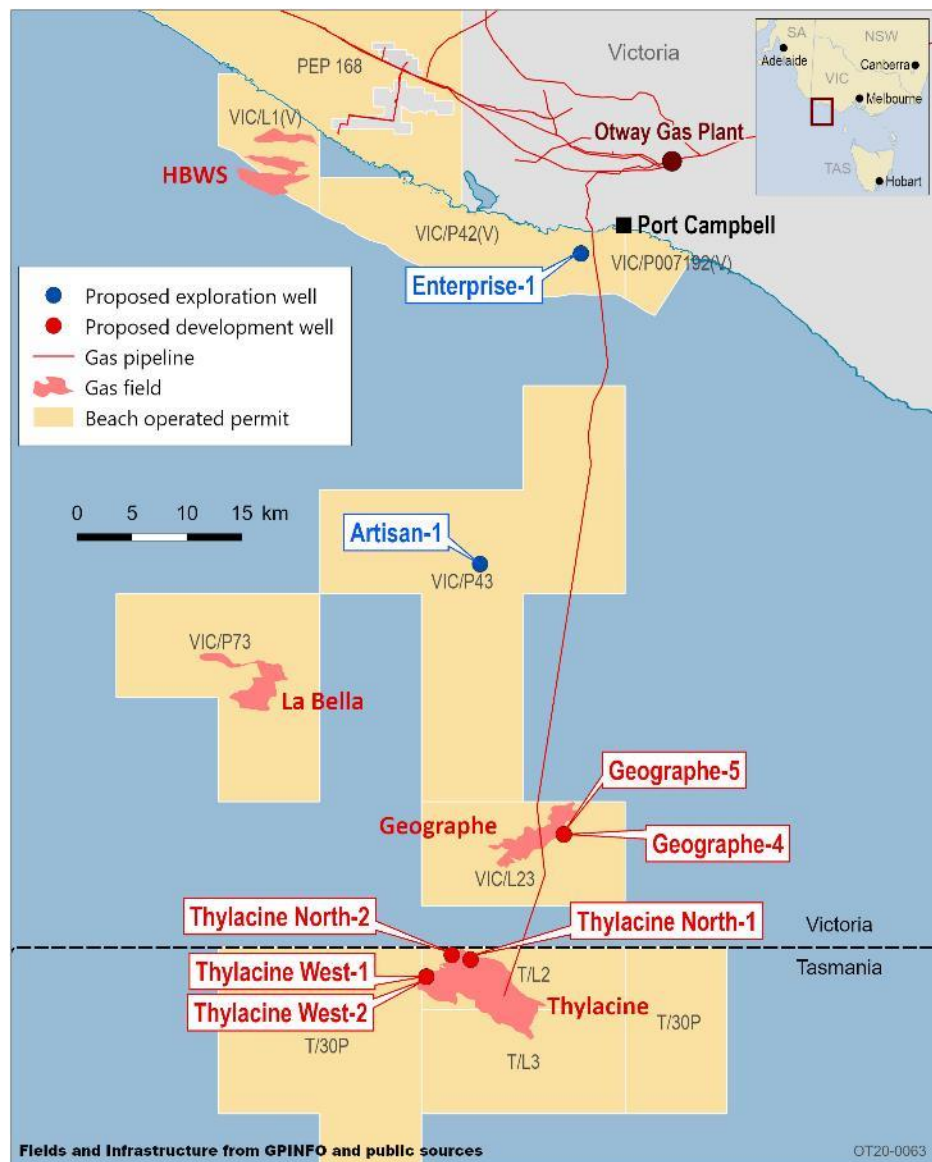 PEP 168
Victoria
SA
NSW
Adelaide
Canberra
VIC
Melbourne
TAS
Hobart
VIC/L1(V)
HBWS
Otway Gas Plant
VIC/P42(V)
Port Campbell
VIC/P007192(V)
Enterprise-1
Proposed exploration well
Proposed development well
Gas pipeline
Gas field
Beach operated permit
0 5 10 15 km
Artisan-1
VIC/P43
VIC/P73
La Bella
Geographe-5
Geographe
Geographe-4
VIC/L23
Thylacine North-2
Thylacine North-1
Victoria
Tasmania
Thylacine West-1
T/L2
Thylacine West-2
Thylacine
T/30P
T/30P
T/L3
Fields and Infrastructure from GPINFO and public sources
OT20-0063